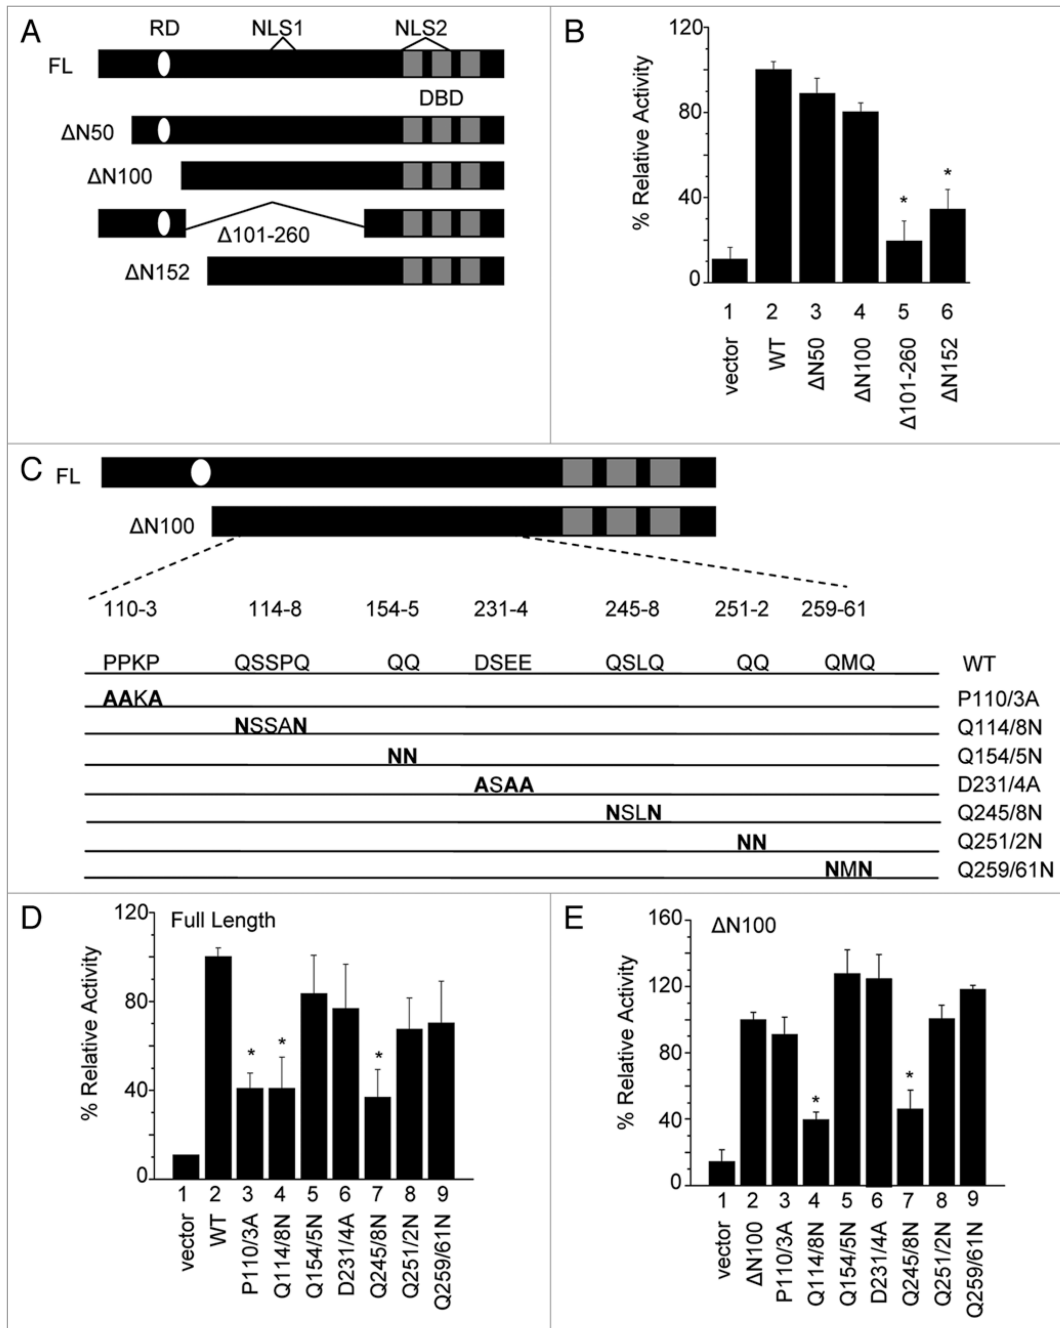 A
RD NLS1 NLS2
FL
DBD
ΔN50
ΔN100
Δ101-260
ΔN152
B
% Relative Activity
120
80
40
0
* *
1 2 3 4 5 6
vector WT ΔN50 ΔN100 Δ101-260 ΔN152
C
FL
ΔN100
110-3 114-8 154-5 231-4 245-8 251-2 259-61
PPKP QSSPQ QQ DSEE QSLQ QQ QMQ WT
AAKA P110/3A
NSSAN Q114/8N
NN Q154/5N
ASAA D231/4A
NSLN Q245/8N
NN Q251/2N
NMN Q259/61N
D
Full Length
% Relative Activity
120
80
40
0
* * *
1 2 3 4 5 6 7 8 9
vector WT P110/3A Q114/8N Q154/5N D231/4A Q245/8N Q251/2N Q259/61N
E
ΔN100
% Relative Activity
160
120
80
40
0
* *
1 2 3 4 5 6 7 8 9
vector ΔN100 P110/3A Q114/8N Q154/5N D231/4A Q245/8N Q251/2N Q259/61N